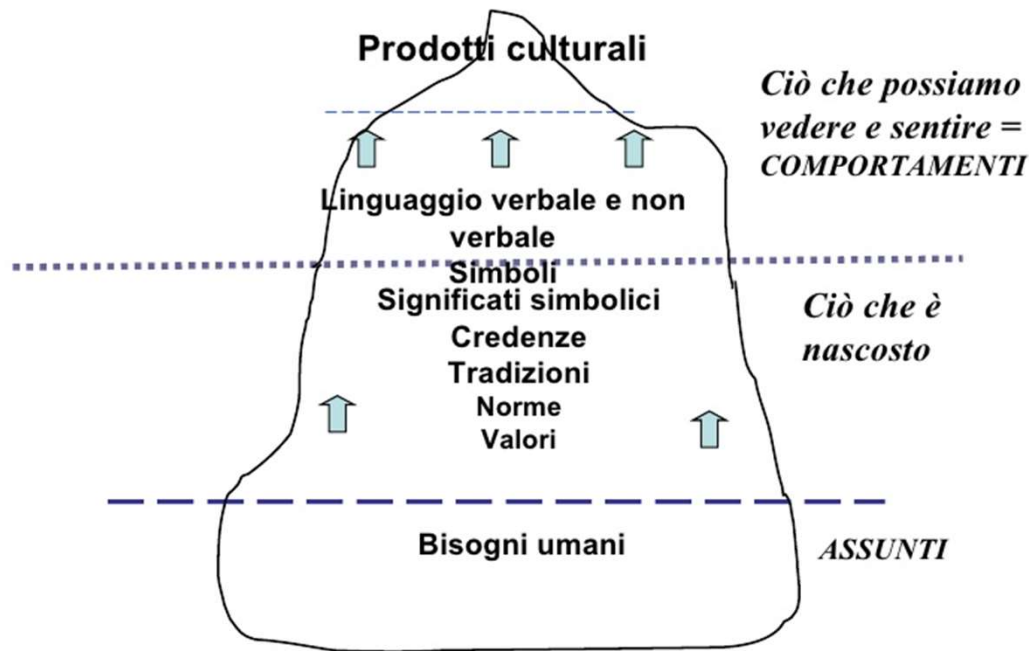 Prodotti culturali
Ciò che possiamo
vedere e sentire =
COMPORTAMENTI
Linguaggio verbale e non
verbale
Simboli
Significati simbolici
Credenze
Tradizioni
Norme
Valori
Ciò che è
nascosto
Bisogni umani
ASSUNTI